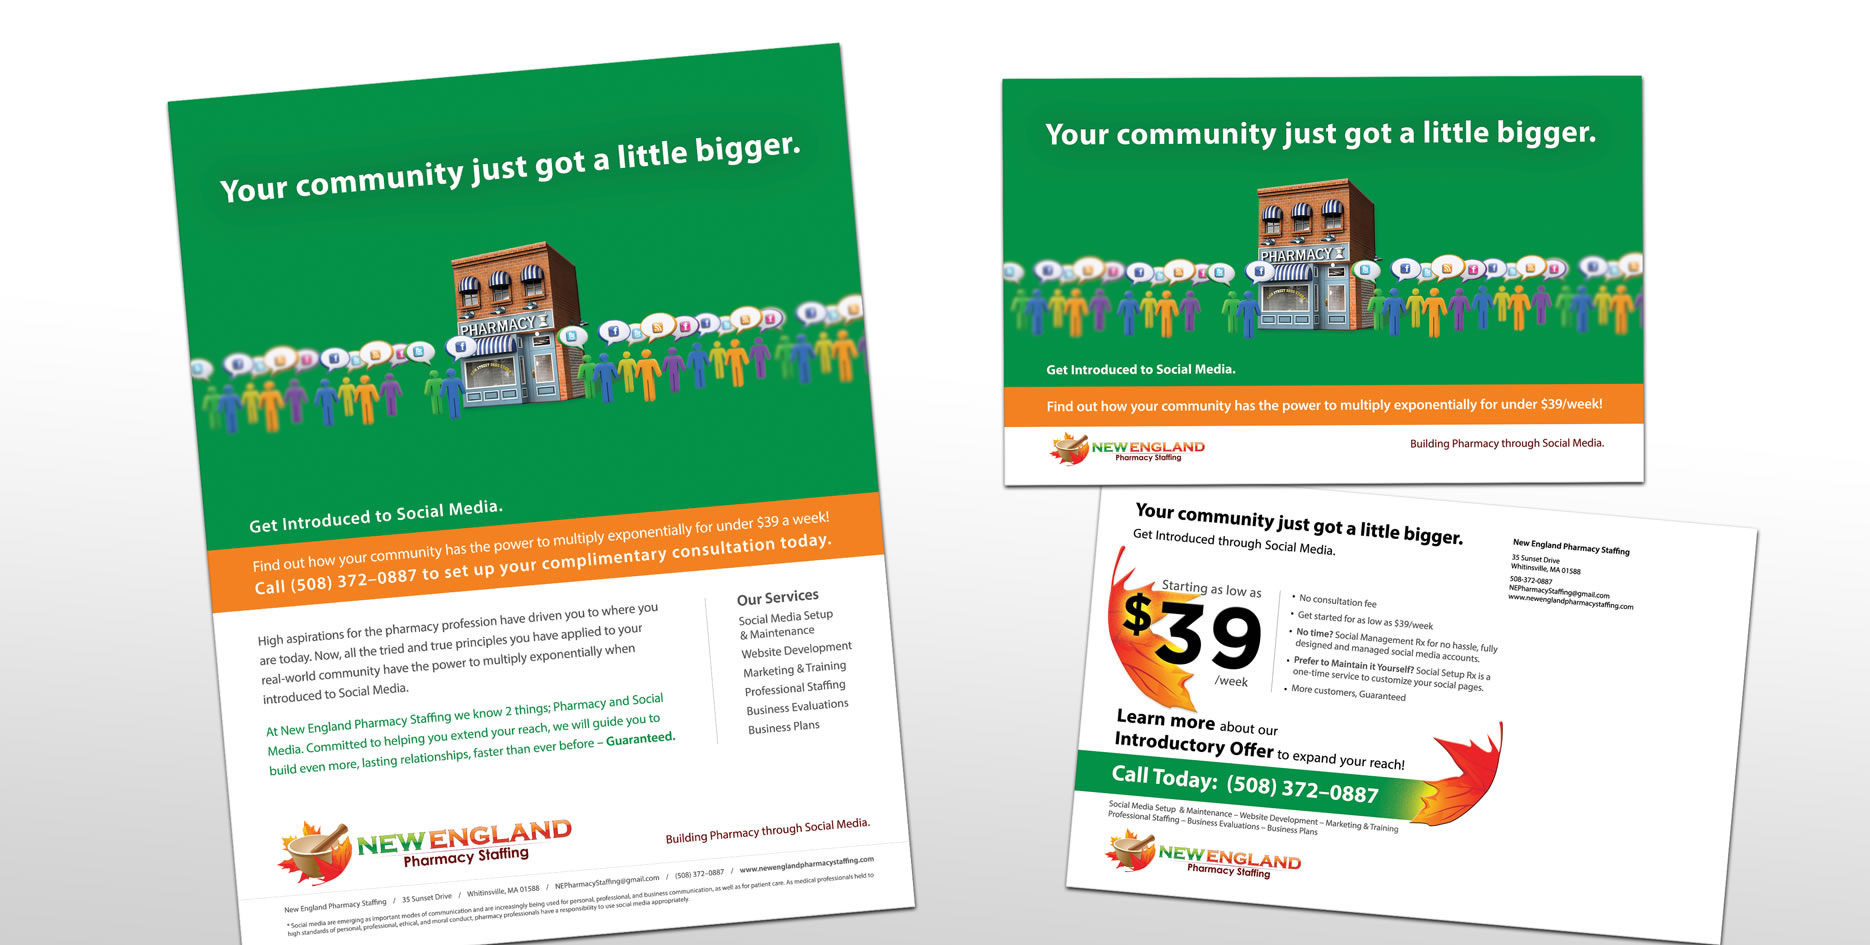 Your community just got a little bigger.
PHARMACY
Get Introduced to Social Media.
Find out how your community has the power to multiply exponentially for under $39 a week!
Call (508) 372–0887 to set up your complimentary consultation today.
High aspirations for the pharmacy profession have driven you to where you
are today. Now, all the tried and true principles you have applied to your
real-world community have the power to multiply exponentially when
introduced to Social Media.
At New England Pharmacy Staffing we know 2 things; Pharmacy and Social
Media. Committed to helping you extend your reach, we will guide you to
build even more, lasting relationships, faster than ever before – Guaranteed.
Our Services
Social Media Setup
& Maintenance
Website Development
Marketing & Training
Professional Staffing
Business Evaluations
Business Plans
NEW ENGLAND
Pharmacy Staffing
Building Pharmacy through Social Media.
New England Pharmacy Staffing / 35 Sunset Drive / Whitinsville, MA 01588 / NEPharmacyStaffing@gmail.com / (508) 372–0887 / www.newenglandpharmacystaffing.com
* Social media are emerging as important modes of communication and are increasingly being used for personal, professional, and business communication, as well as for patient care. As medical professionals held to
high standards of personal, professional, ethical, and moral conduct, pharmacy professionals have a responsibility to use social media appropriately.
Your community just got a little bigger.
PHARMACY
Get Introduced to Social Media.
Find out how your community has the power to multiply exponentially for under $39/week!
NEW ENGLAND
Pharmacy Staffing
Building Pharmacy through Social Media.
Your community just got a little bigger.
Get Introduced through Social Media.
Starting as low as
$39
/week
• No consultation fee
• Get started for as low as $39/week
• No time? Social Management Rx for no hassle, fully
designed and managed social media accounts.
• Prefer to Maintain it Yourself? Social Setup Rx is a
one-time service to customize your social pages.
• More customers, Guaranteed
Learn more about our
Introductory Offer to expand your reach!
Call Today: (508) 372–0887
Social Media Setup & Maintenance – Website Development – Marketing & Training
Professional Staffing – Business Evaluations – Business Plans
NEW ENGLAND
Pharmacy Staffing
New England Pharmacy Staffing
35 Sunset Drive
Whitinsville, MA 01588
508-372-0887
NEPharmacyStaffing@gmail.com
www.newenglandpharmacystaffing.com